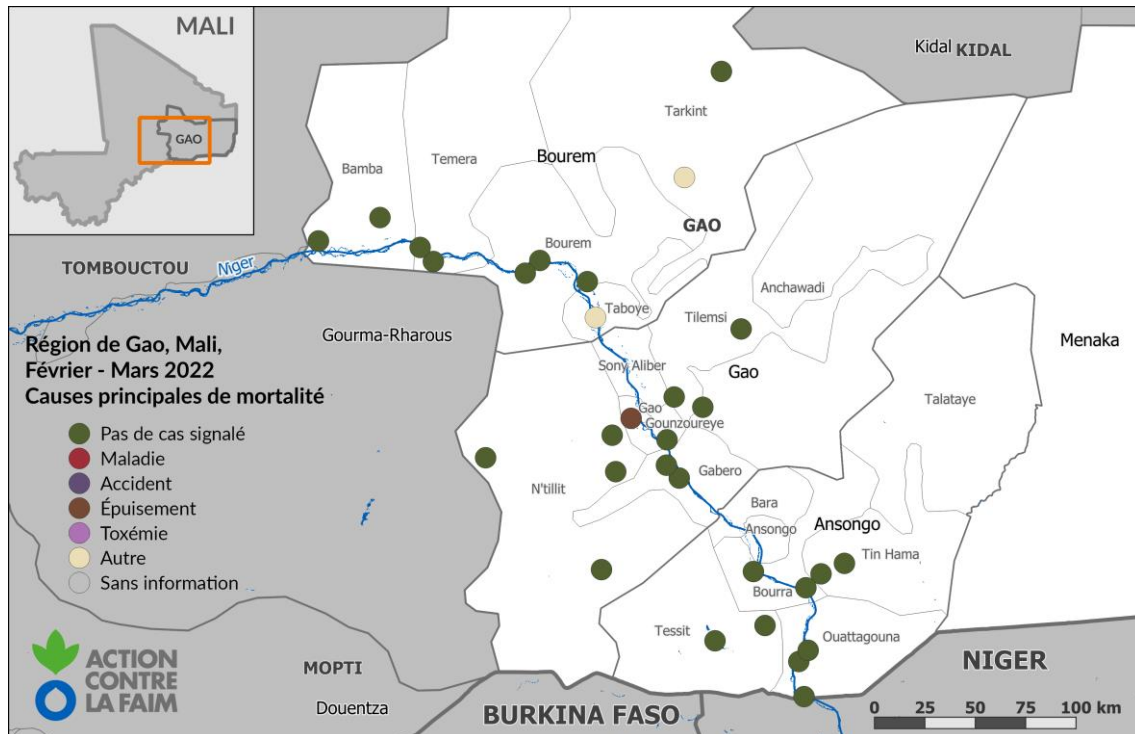 MALI
GAO
Kidal KIDAL
Tarkint
Bamba
Temera
Bourem
GAO
Bourem
TOMBOUCTOU
Niger
Anchawadi
Taboye
Tilemsi
Gourma-Rharous
Menaka
Région de Gao, Mali,
Février - Mars 2022
Causes principales de mortalité
Sony Aliber
Gao
Talataye
Gao
Gounzoureye
Pas de cas signalé
Maladie
Accident
Épuisement
Toxémie
Autre
Sans information
N'tillit
Gabero
Bara
Ansongo
Ansongo
Tin Hama
Bourra
Tessit
Ouattagouna
ACTION
CONTRE
LA FAIM
MOPTI
Douentza
NIGER
BURKINA FASO
0 25 50 75 100 km